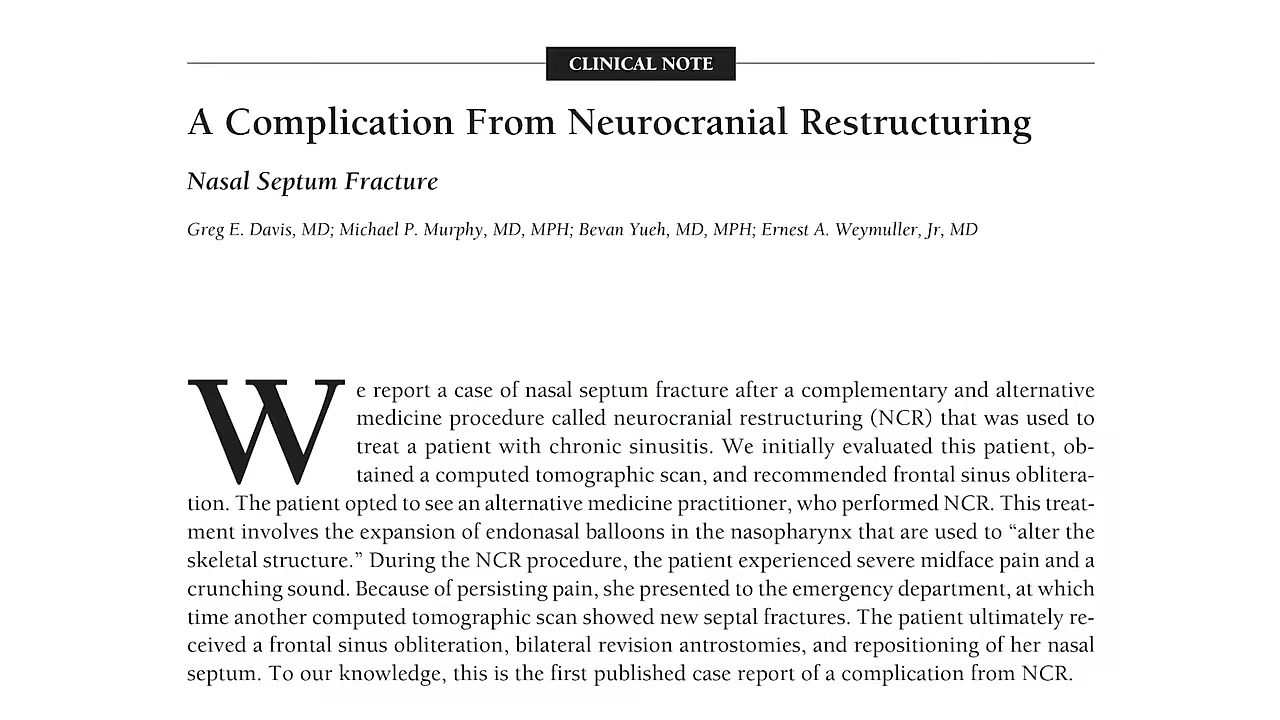 CLINICAL NOTE
A Complication From Neurocranial Restructuring
Nasal Septum Fracture
Greg E. Davis, MD; Michael P. Murphy, MD, MPH; Bevan Yueh, MD, MPH; Ernest A. Weymuller, Jr, MD
We report a case of nasal septum fracture after a complementary and alternative
medicine procedure called neurocranial restructuring (NCR) that was used to
treat a patient with chronic sinusitis. We initially evaluated this patient, ob-
tained a computed tomographic scan, and recommended frontal sinus oblitera-
tion. The patient opted to see an alternative medicine practitioner, who performed NCR. This treat-
ment involves the expansion of endonasal balloons in the nasopharynx that are used to “alter the
skeletal structure.” During the NCR procedure, the patient experienced severe midface pain and a
crunching sound. Because of persisting pain, she presented to the emergency department, at which
time another computed tomographic scan showed new septal fractures. The patient ultimately re-
ceived a frontal sinus obliteration, bilateral revision antrostomies, and repositioning of her nasal
septum. To our knowledge, this is the first published case report of a complication from NCR.